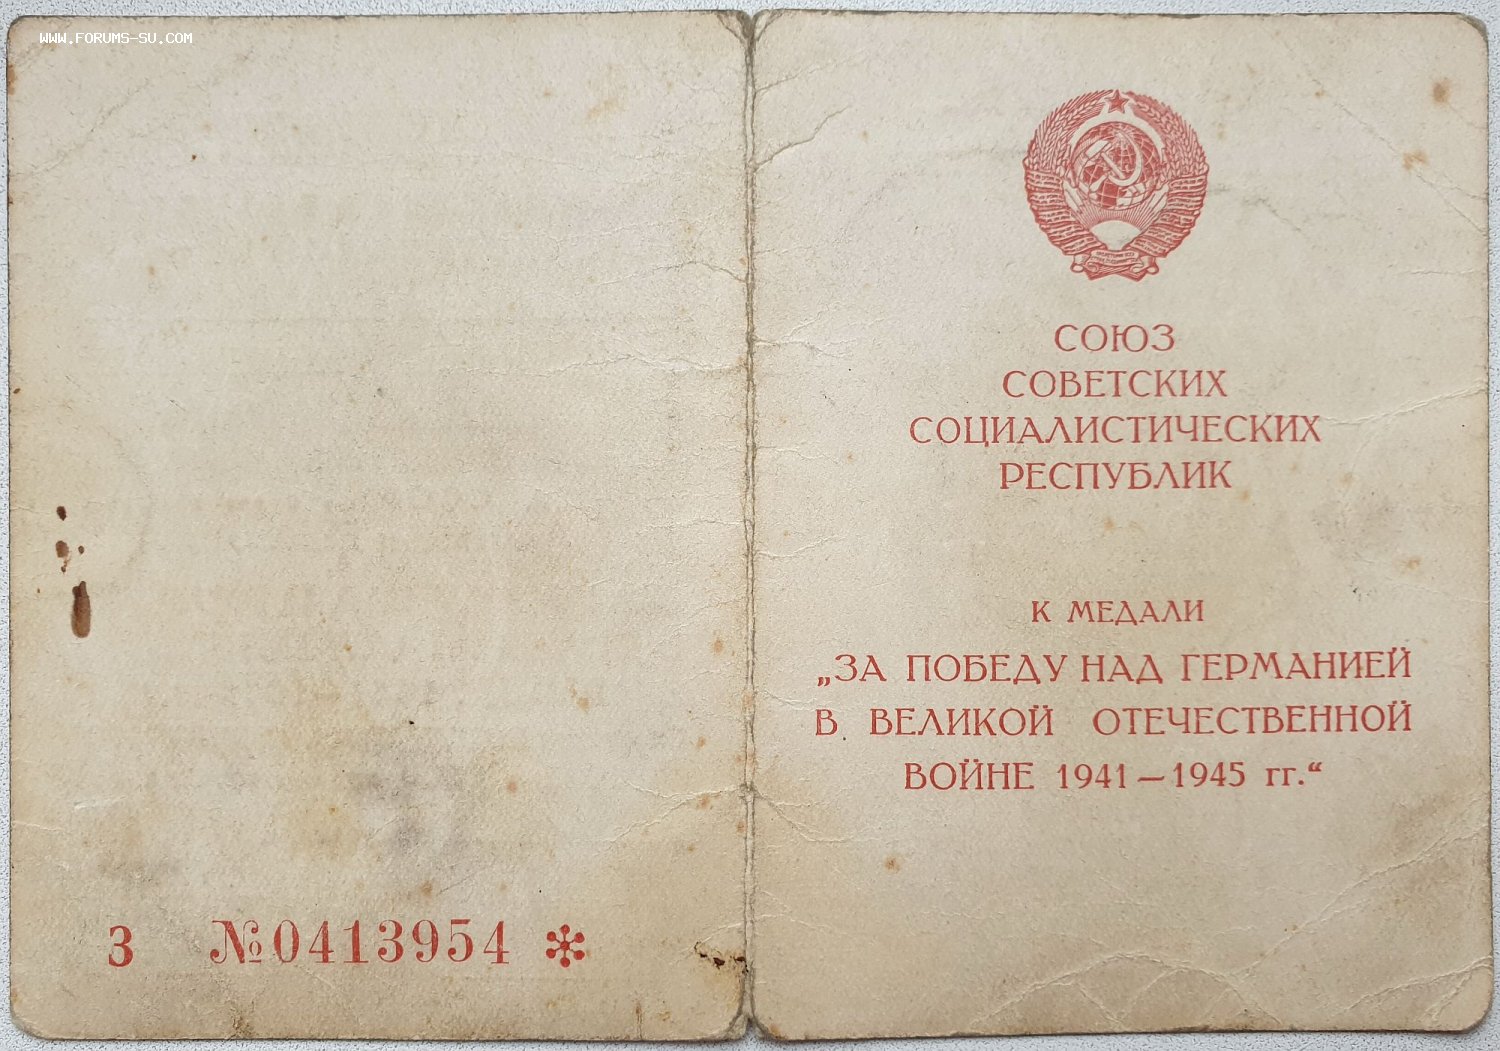 WWW.FORUMS-SU.COM
З №0413954 *
СОЮЗ
СОВЕТСКИХ
СОЦИАЛИСТИЧЕСКИХ
РЕСПУБЛИК
К МЕДАЛИ
„ЗА ПОБЕДУ НАД ГЕРМАНИЕЙ
В ВЕЛИКОЙ ОТЕЧЕСТВЕННОЙ
ВОЙНЕ 1941—1945 гг.“